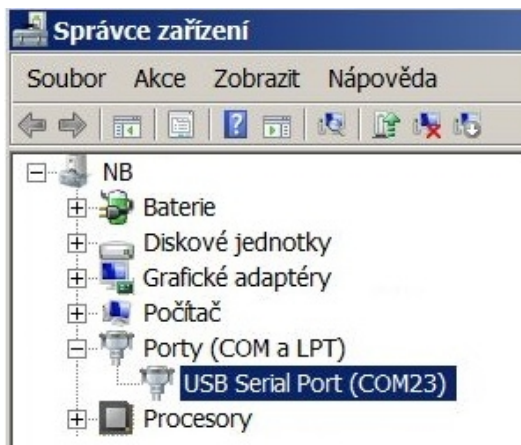 Správce zařízení
Soubor Akce Zobrazit Nápověda
NB
Baterie
Diskové jednotky
Grafické adaptéry
Počítač
Porty (COM a LPT)
USB Serial Port (COM23)
Procesory